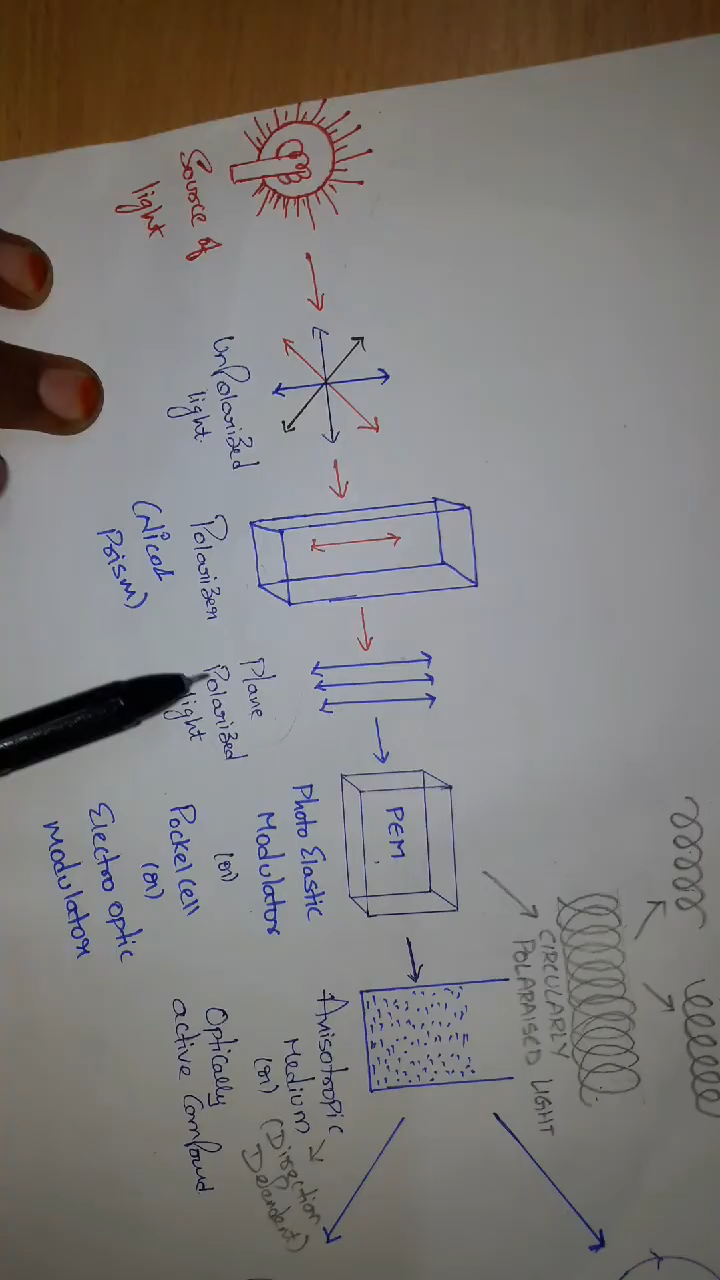 Source of
light
UnPolarized
light.
Polarizer
(Nicol
Prism)
Plane
Polarized
light
PEM
Photo Elastic
Modulator
(or)
Pockel cell
(or)
Electro optic
modulator
CIRCULARLY
POLARAISED LIGHT
Anisotropic
Medium
(Direction
Dependent)
(or)
Optically
active Compound